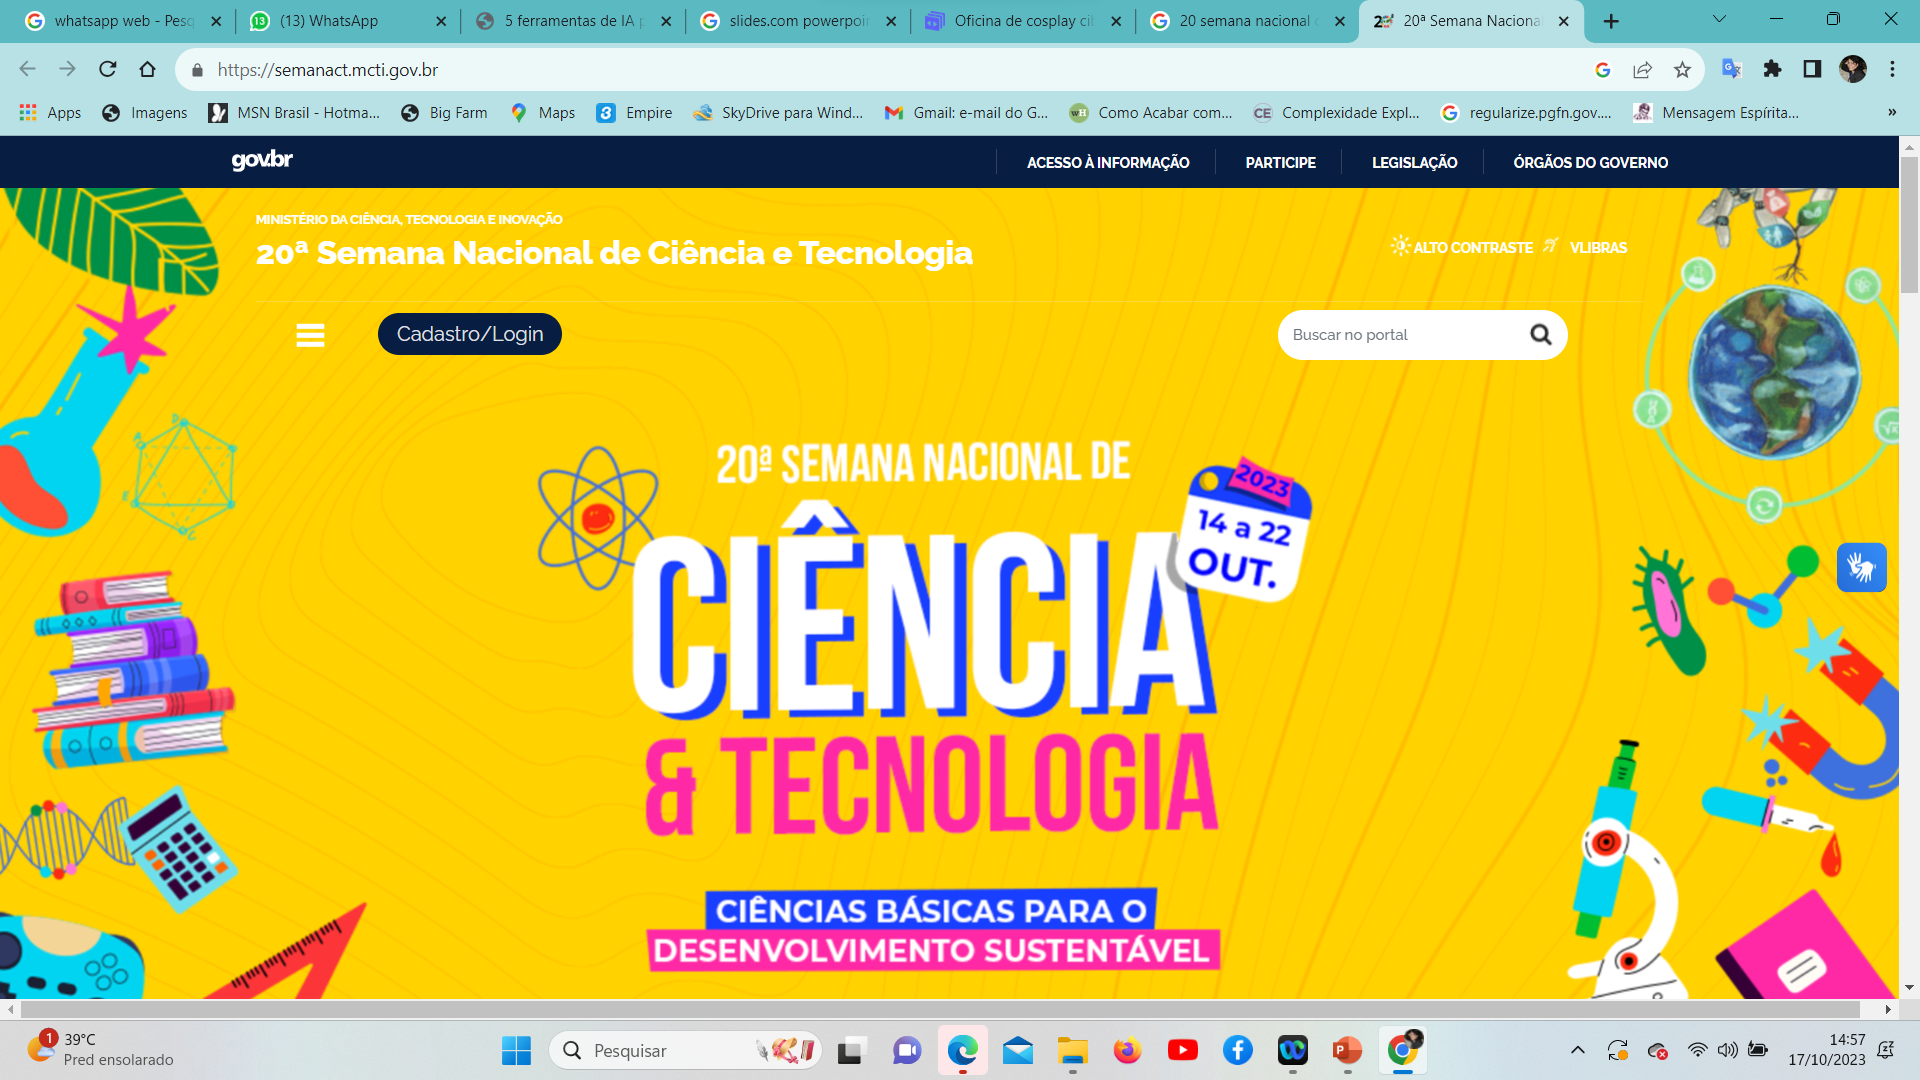 whatsapp web - Pesq
(13) WhatsApp
5 ferramentas de IA p
slides.com powerpoin
Oficina de cosplay cib
20 semana nacional d
20ª Semana Nacional
https://semanact.mcti.gov.br
Apps
Imagens
MSN Brasil - Hotma...
Big Farm
Maps
Empire
SkyDrive para Wind...
Gmail: e-mail do G...
Como Acabar com...
Complexidade Expl...
regularize.pgfn.gov....
Mensagem Espírita...
»
gov.br
ACESSO À INFORMAÇÃO
PARTICIPE
LEGISLAÇÃO
ÓRGÃOS DO GOVERNO
MINISTÉRIO DA CIÊNCIA, TECNOLOGIA E INOVAÇÃO
20ª Semana Nacional de Ciência e Tecnologia
ALTO CONTRASTE
VLIBRAS
Cadastro/Login
Buscar no portal
20ª SEMANA NACIONAL DE
CIÊNCIA
& TECNOLOGIA
2023
14 a 22
OUT.
CIÊNCIAS BÁSICAS PARA O
DESENVOLVIMENTO SUSTENTÁVEL
1
39°C
Pred ensolarado
Pesquisar
14:57
17/10/2023